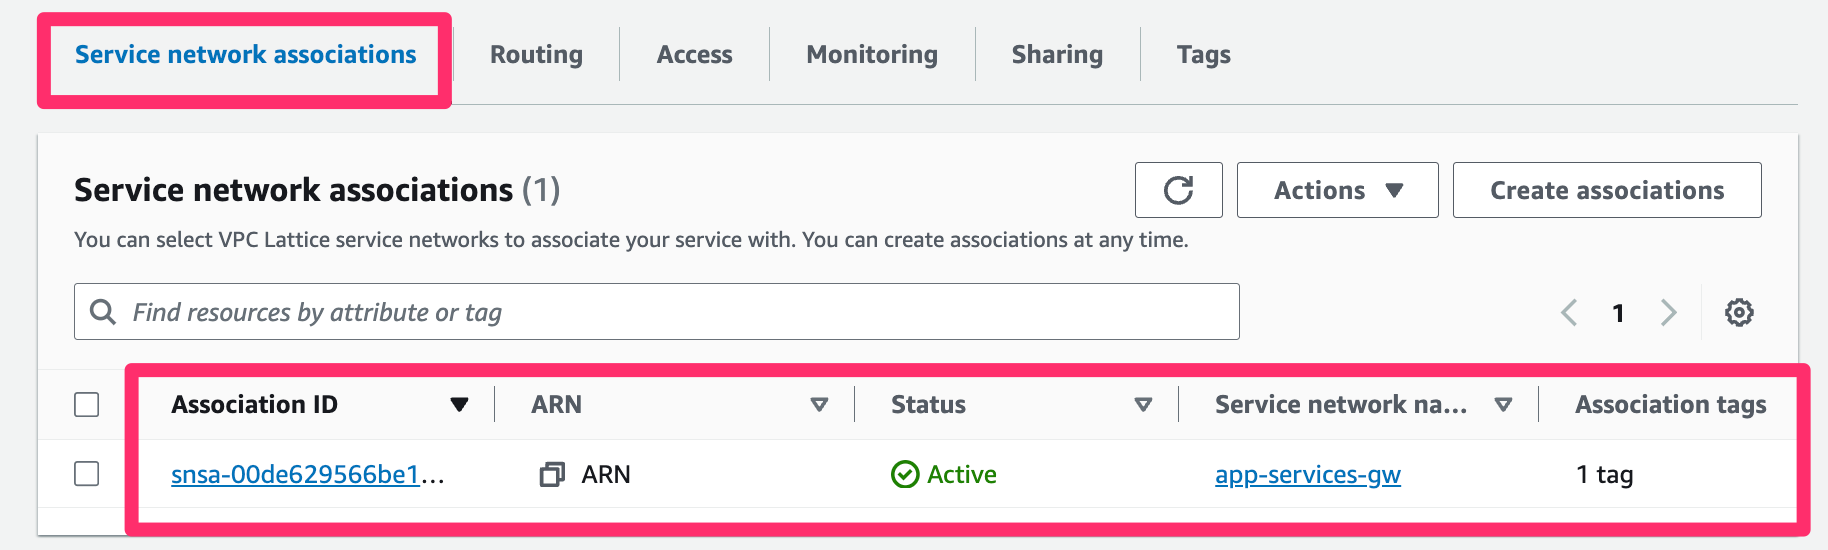 Service network associations Routing Access Monitoring Sharing Tags
Service network associations (1)
Actions Create associations
You can select VPC Lattice service networks to associate your service with. You can create associations at any time.
Find resources by attribute or tag
1
Association ID ARN Status Service network na... Association tags
snsa-00de629566be1... ARN Active app-services-gw 1 tag